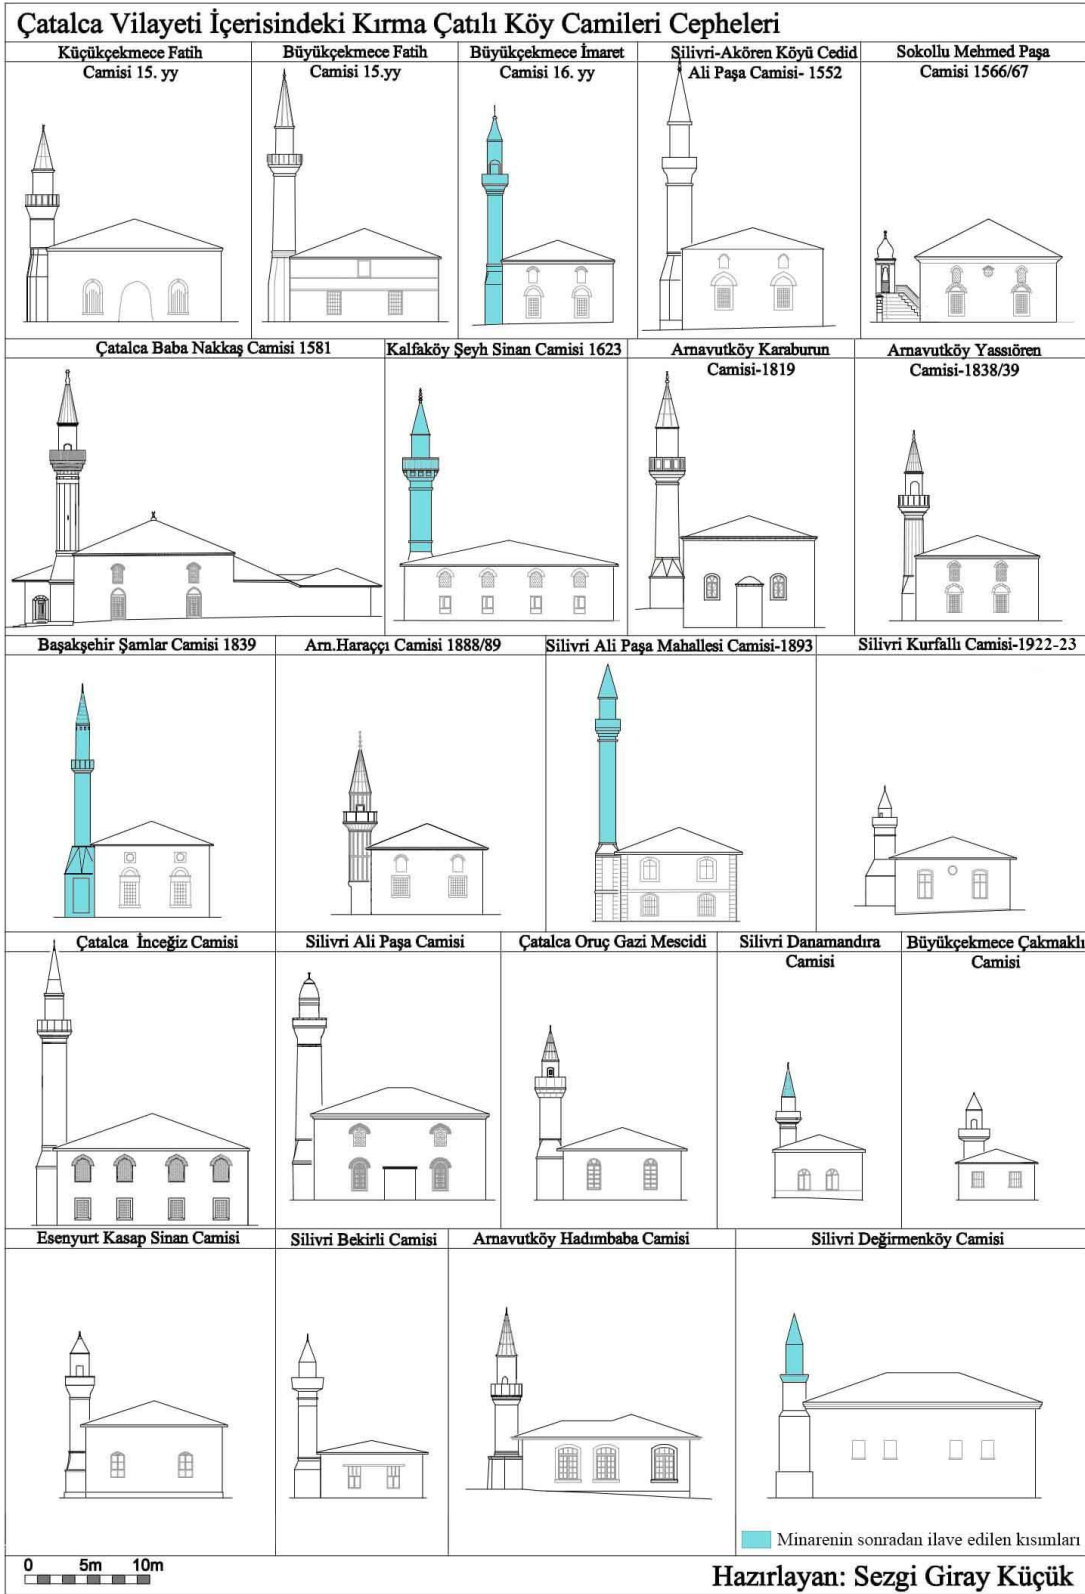 Çatalca Vilayeti İçerisindeki Kırma Çatılı Köy Camileri Cepheleri
Küçükçekmece Fatih
Camisi 15. yy
Büyükçekmece Fatih
Camisi 15.yy
Büyükçekmece İmaret
Camisi 16. yy
Silivri-Akören Köyü Cedid
Ali Paşa Camisi- 1552
Sokollu Mehmed Paşa
Camisi 1566/67
Çatalca Baba Nakkaş Camisi 1581
Kalfaköy Şeyh Sinan Camisi 1623
Arnavutköy Karaburun
Camisi-1819
Arnavutköy Yassıören
Camisi-1838/39
Başakşehir Şamlar Camisi 1839
Arn.Haraççı Camisi 1888/89
Silivri Ali Paşa Mahallesi Camisi-1893
Silivri Kurfallı Camisi-1922-23
Çatalca İnceğiz Camisi
Silivri Ali Paşa Camisi
Çatalca Oruç Gazi Mescidi
Silivri Danamandıra
Camisi
Büyükçekmece Çakmaklı
Camisi
Esenyurt Kasap Sinan Camisi
Silivri Bekirli Camisi
Arnavutköy Hadımbaba Camisi
Silivri Değirmenköy Camisi
Minarenin sonradan ilave edilen kısımları
0 5m 10m
Hazırlayan: Sezgi Giray Küçük